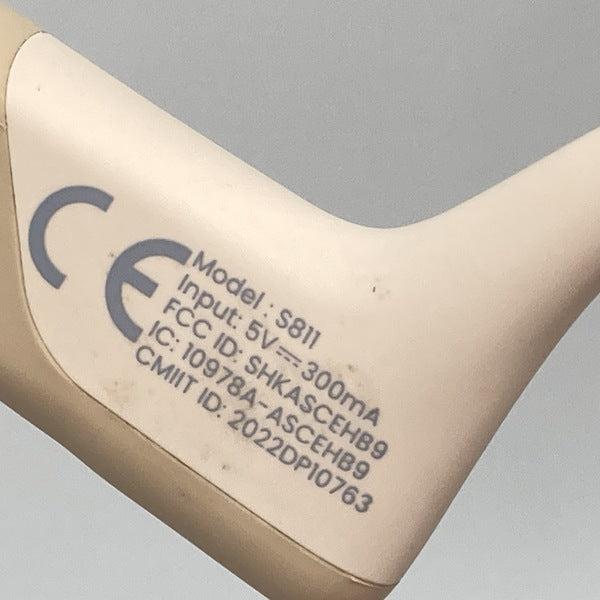 CE
Model : S811
Input: 5V⎓300mA
FCC ID: SHKASCEHB9
IC: 10978A-ASCEHB9
CMIIT ID: 2022DP10763